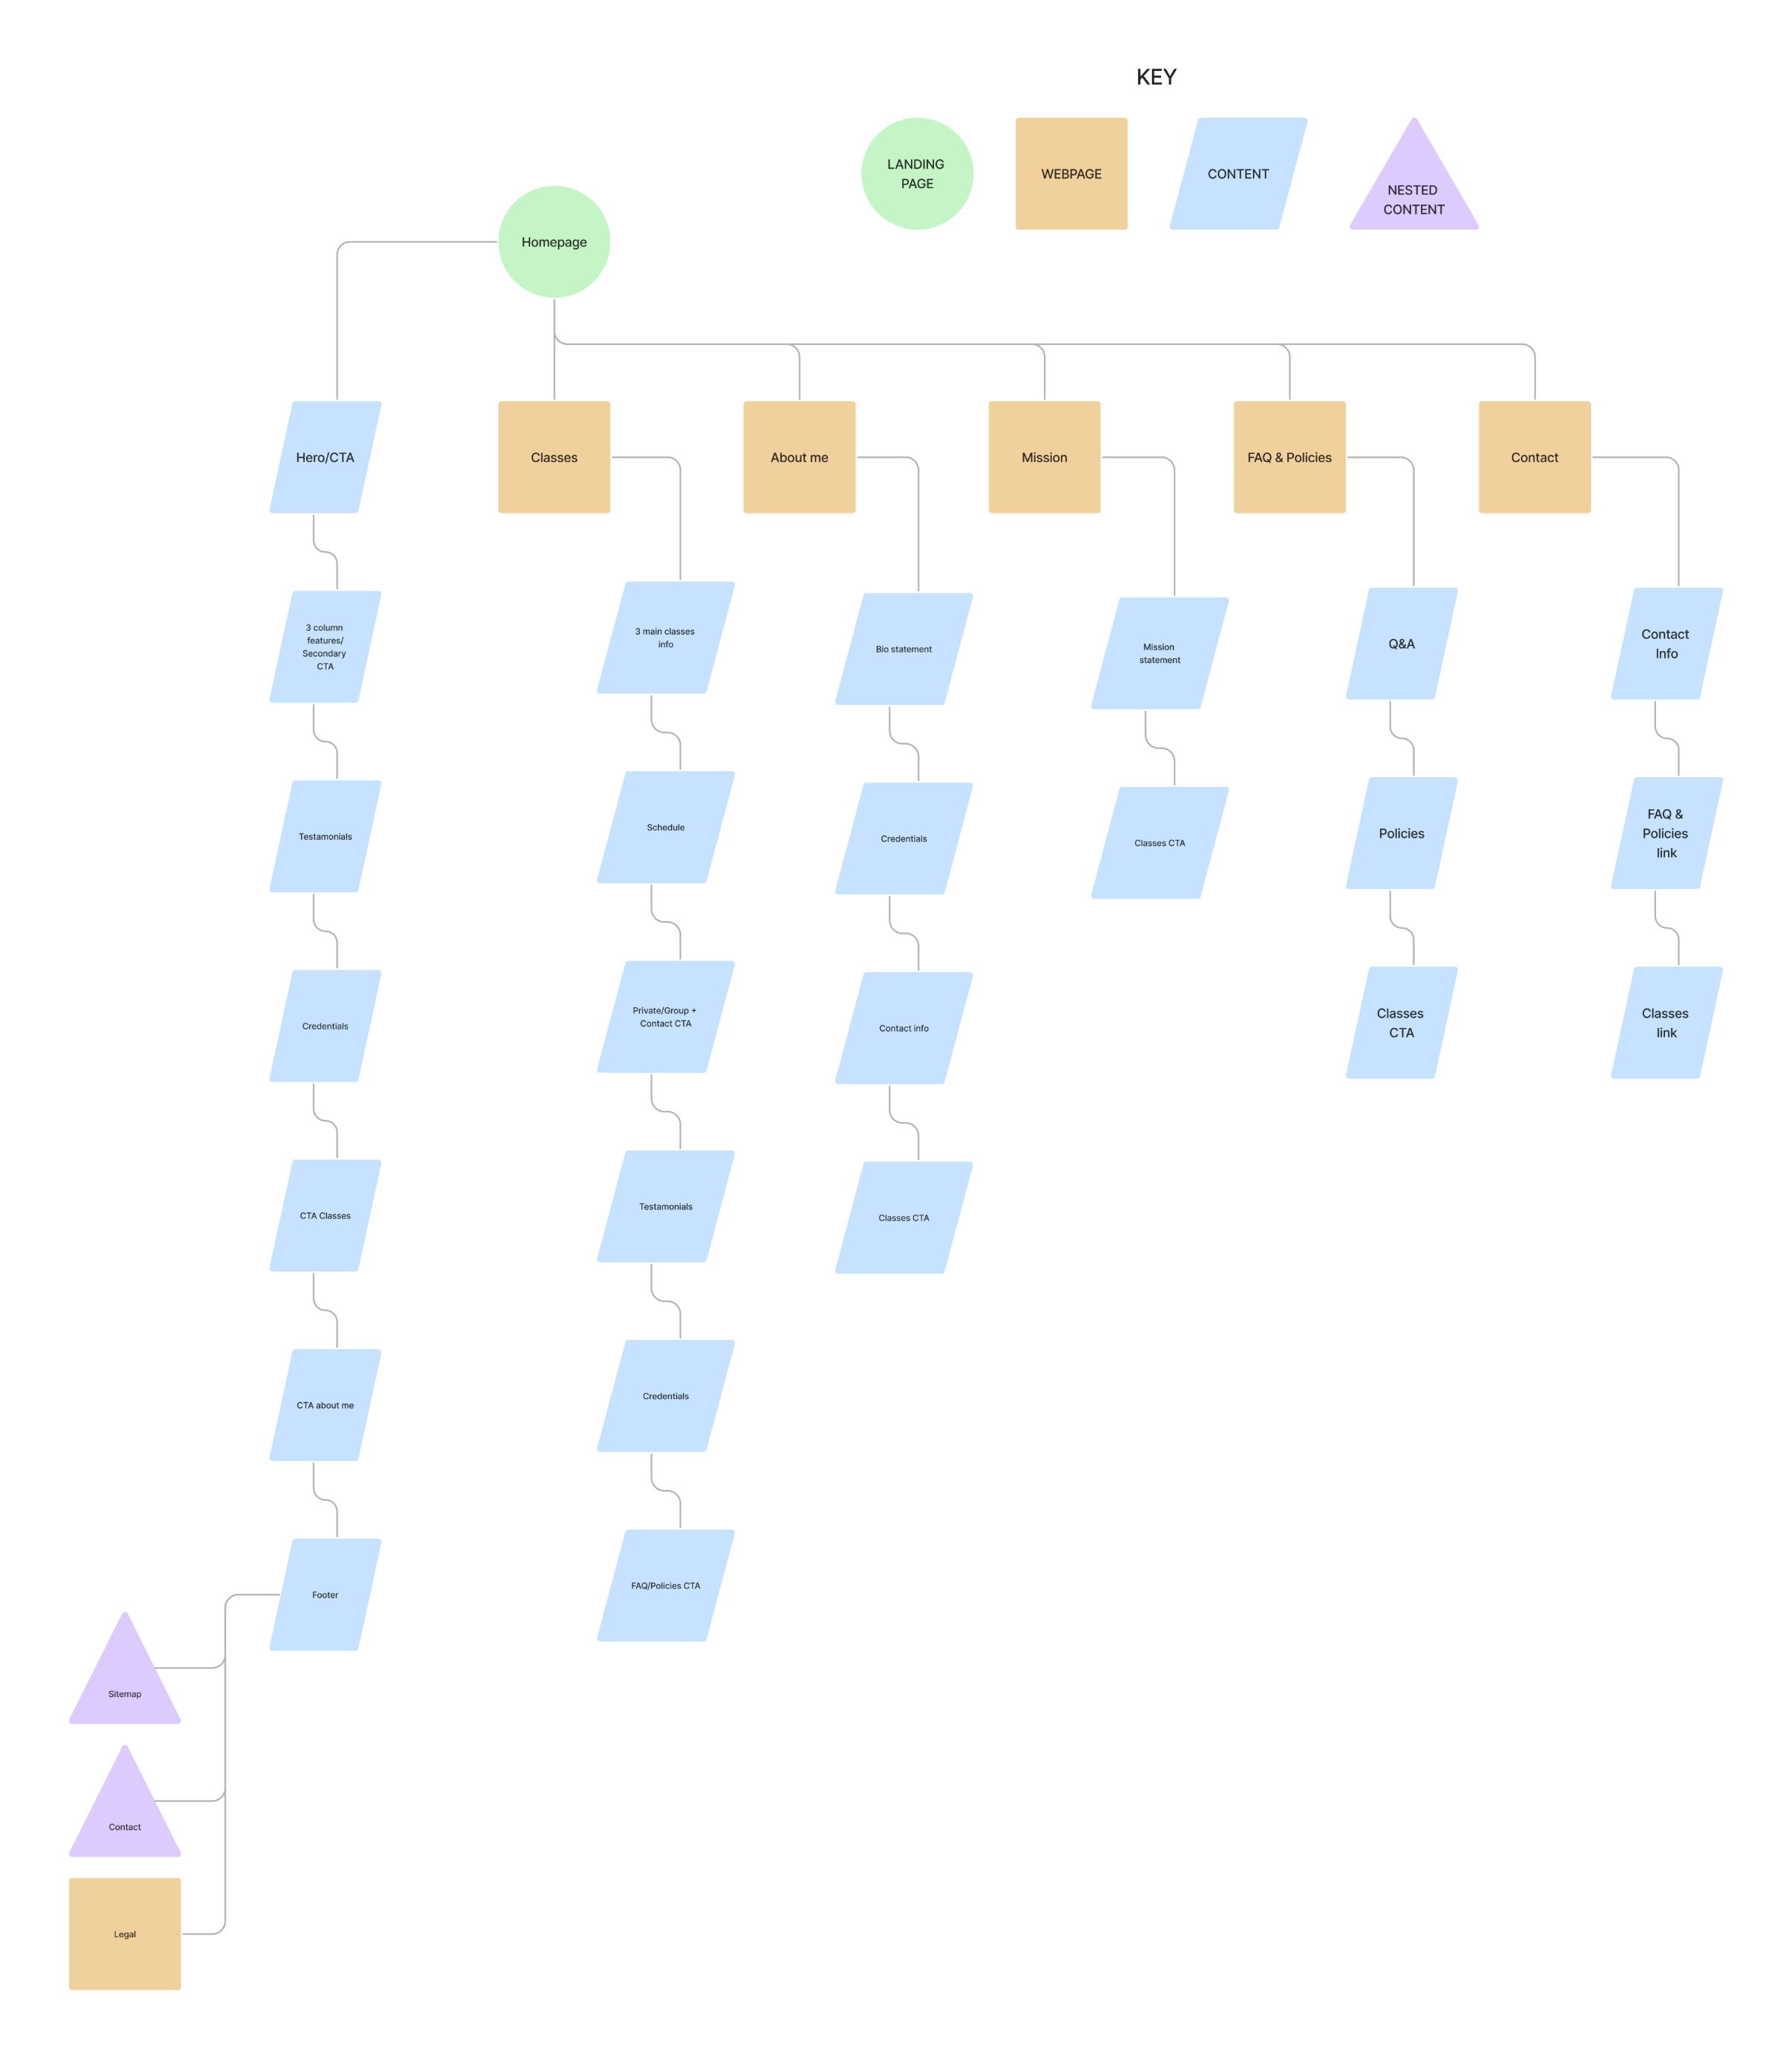 KEY
LANDING
PAGE
WEBPAGE
CONTENT
NESTED
CONTENT
Homepage
Hero/CTA
Classes
About me
Mission
FAQ & Policies
Contact
3 column
features/
Secondary
CTA
Testamonials
Credentials
CTA Classes
CTA about me
Footer
Sitemap
Contact
Legal
3 main classes
info
Schedule
Private/Group +
Contact CTA
Testamonials
Credentials
FAQ/Policies CTA
Bio statement
Credentials
Contact info
Classes CTA
Mission
statement
Classes CTA
Q&A
Policies
Classes
CTA
Contact
Info
FAQ &
Policies
link
Classes
link